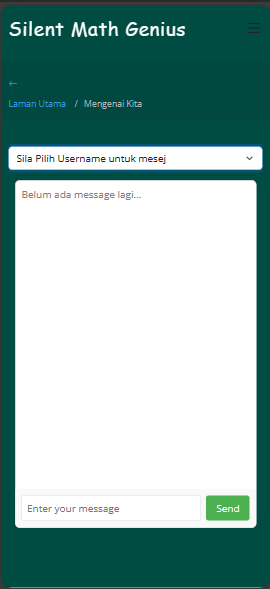 Silent Math Genius
←
Laman Utama / Mengenai Kita
Sila Pilih Username untuk mesej
Belum ada message lagi...
Enter your message
Send